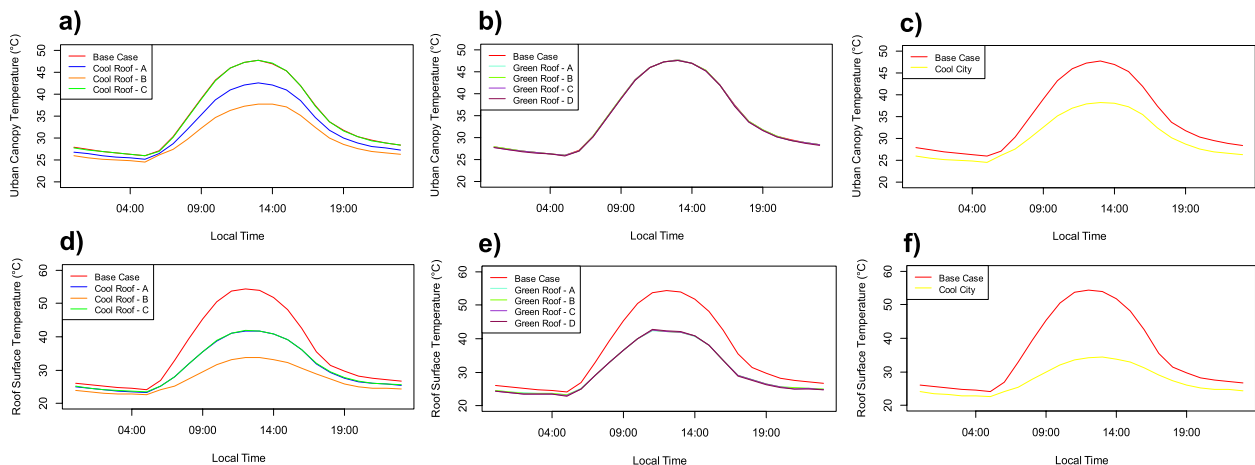 a)
Urban Canopy Temperature (°C)
50
45
40
35
30
25
20
Base Case
Cool Roof - A
Cool Roof - B
Cool Roof - C
04:00 09:00 14:00 19:00
Local Time
b)
Urban Canopy Temperature (°C)
50
45
40
35
30
25
20
Base Case
Green Roof - A
Green Roof - B
Green Roof - C
Green Roof - D
04:00 09:00 14:00 19:00
Local Time
c)
Urban Canopy Temperature (°C)
50
45
40
35
30
25
20
Base Case
Cool City
04:00 09:00 14:00 19:00
Local Time
d)
Roof Surface Temperature (°C)
60
50
40
30
20
Base Case
Cool Roof - A
Cool Roof - B
Cool Roof - C
04:00 09:00 14:00 19:00
Local Time
e)
Roof Surface Temperature (°C)
60
50
40
30
20
Base Case
Green Roof - A
Green Roof - B
Green Roof - C
Green Roof - D
04:00 09:00 14:00 19:00
Local Time
f)
Roof Surface Temperature (°C)
60
50
40
30
20
Base Case
Cool City
04:00 09:00 14:00 19:00
Local Time